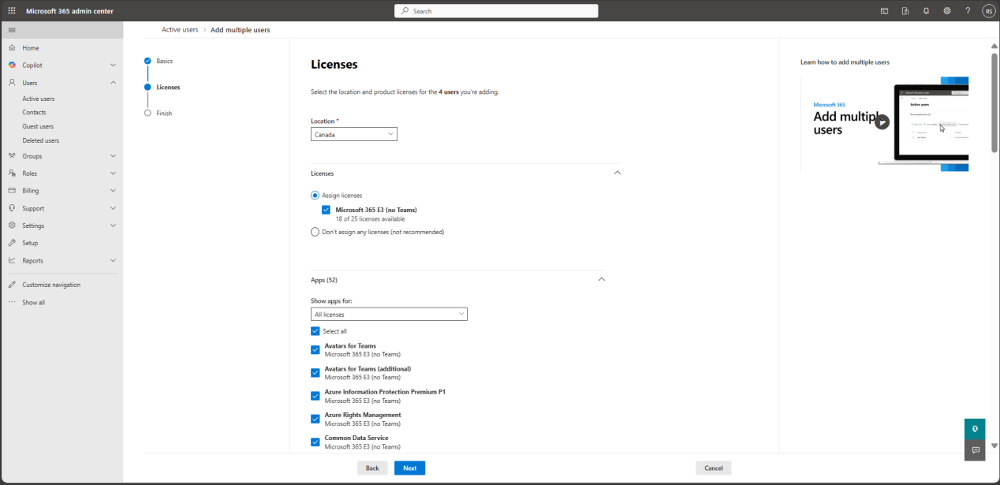 Microsoft 365 admin center
Search
RS
Home
Copilot
Users
Active users
Contacts
Guest users
Deleted users
Groups
Roles
Billing
Support
Settings
Setup
Reports
Customize navigation
Show all
Active users > Add multiple users
Basics
Licenses
Finish
Licenses
Select the location and product licenses for the 4 users you're adding.
Location *
Canada
Licenses
Assign licenses
Microsoft 365 E3 (no Teams)
18 of 25 licenses available
Don't assign any licenses (not recommended)
Apps (52)
Show apps for:
All licenses
Select all
Avatars for Teams
Microsoft 365 E3 (no Teams)
Avatars for Teams (additional)
Microsoft 365 E3 (no Teams)
Azure Information Protection Premium P1
Microsoft 365 E3 (no Teams)
Azure Rights Management
Microsoft 365 E3 (no Teams)
Common Data Service
Microsoft 365 E3 (no Teams)
Back
Next
Cancel
Learn how to add multiple users
Microsoft 365
Add multiple
users
Active users